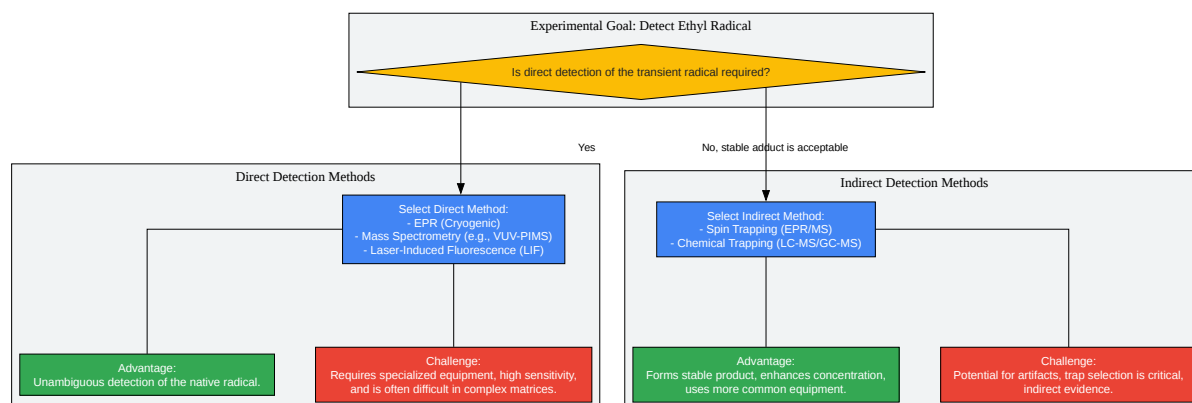 Experimental Goal: Detect Ethyl Radical
Is direct detection of the transient radical required?
Yes
No, stable adduct is acceptable
Direct Detection Methods
Select Direct Method:
- EPR (Cryogenic)
- Mass Spectrometry (e.g., VUV-PIMS)
- Laser-Induced Fluorescence (LIF)
Advantage:
Unambiguous detection of the native radical.
Challenge:
Requires specialized equipment, high sensitivity,
and is often difficult in complex matrices.
Indirect Detection Methods
Select Indirect Method:
- Spin Trapping (EPR/MS)
- Chemical Trapping (LC-MS/GC-MS)
Advantage:
Forms stable product, enhances concentration,
uses more common equipment.
Challenge:
Potential for artifacts, trap selection is critical,
indirect evidence.